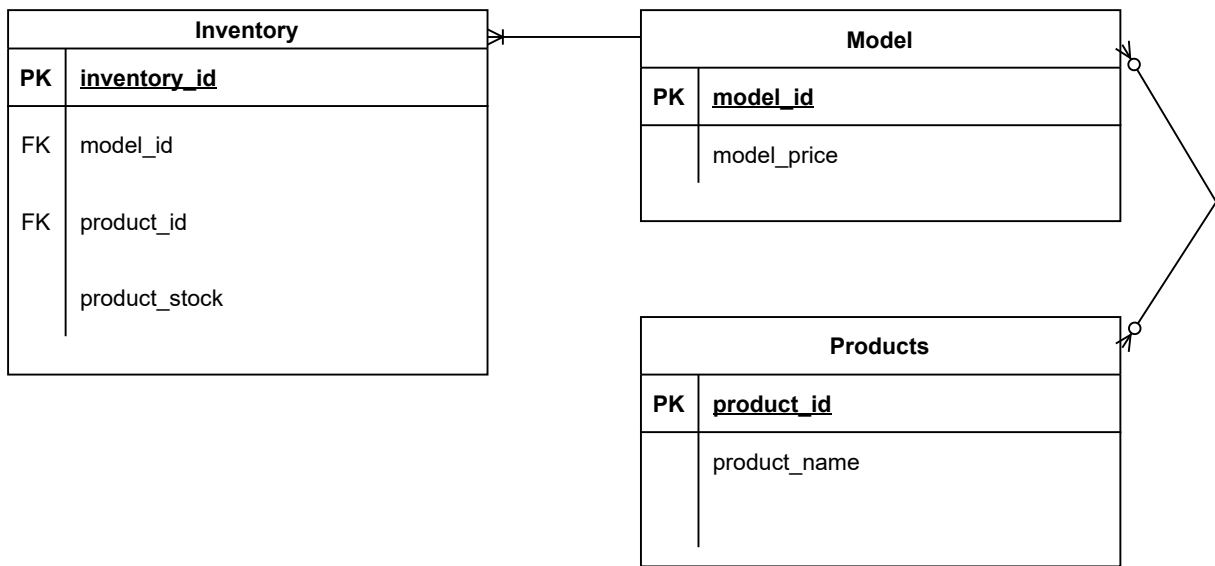 Inventory
PK inventory_id
FK model_id
FK product_id
product_stock
Model
PK model_id
model_price
Products
PK product_id
product_name